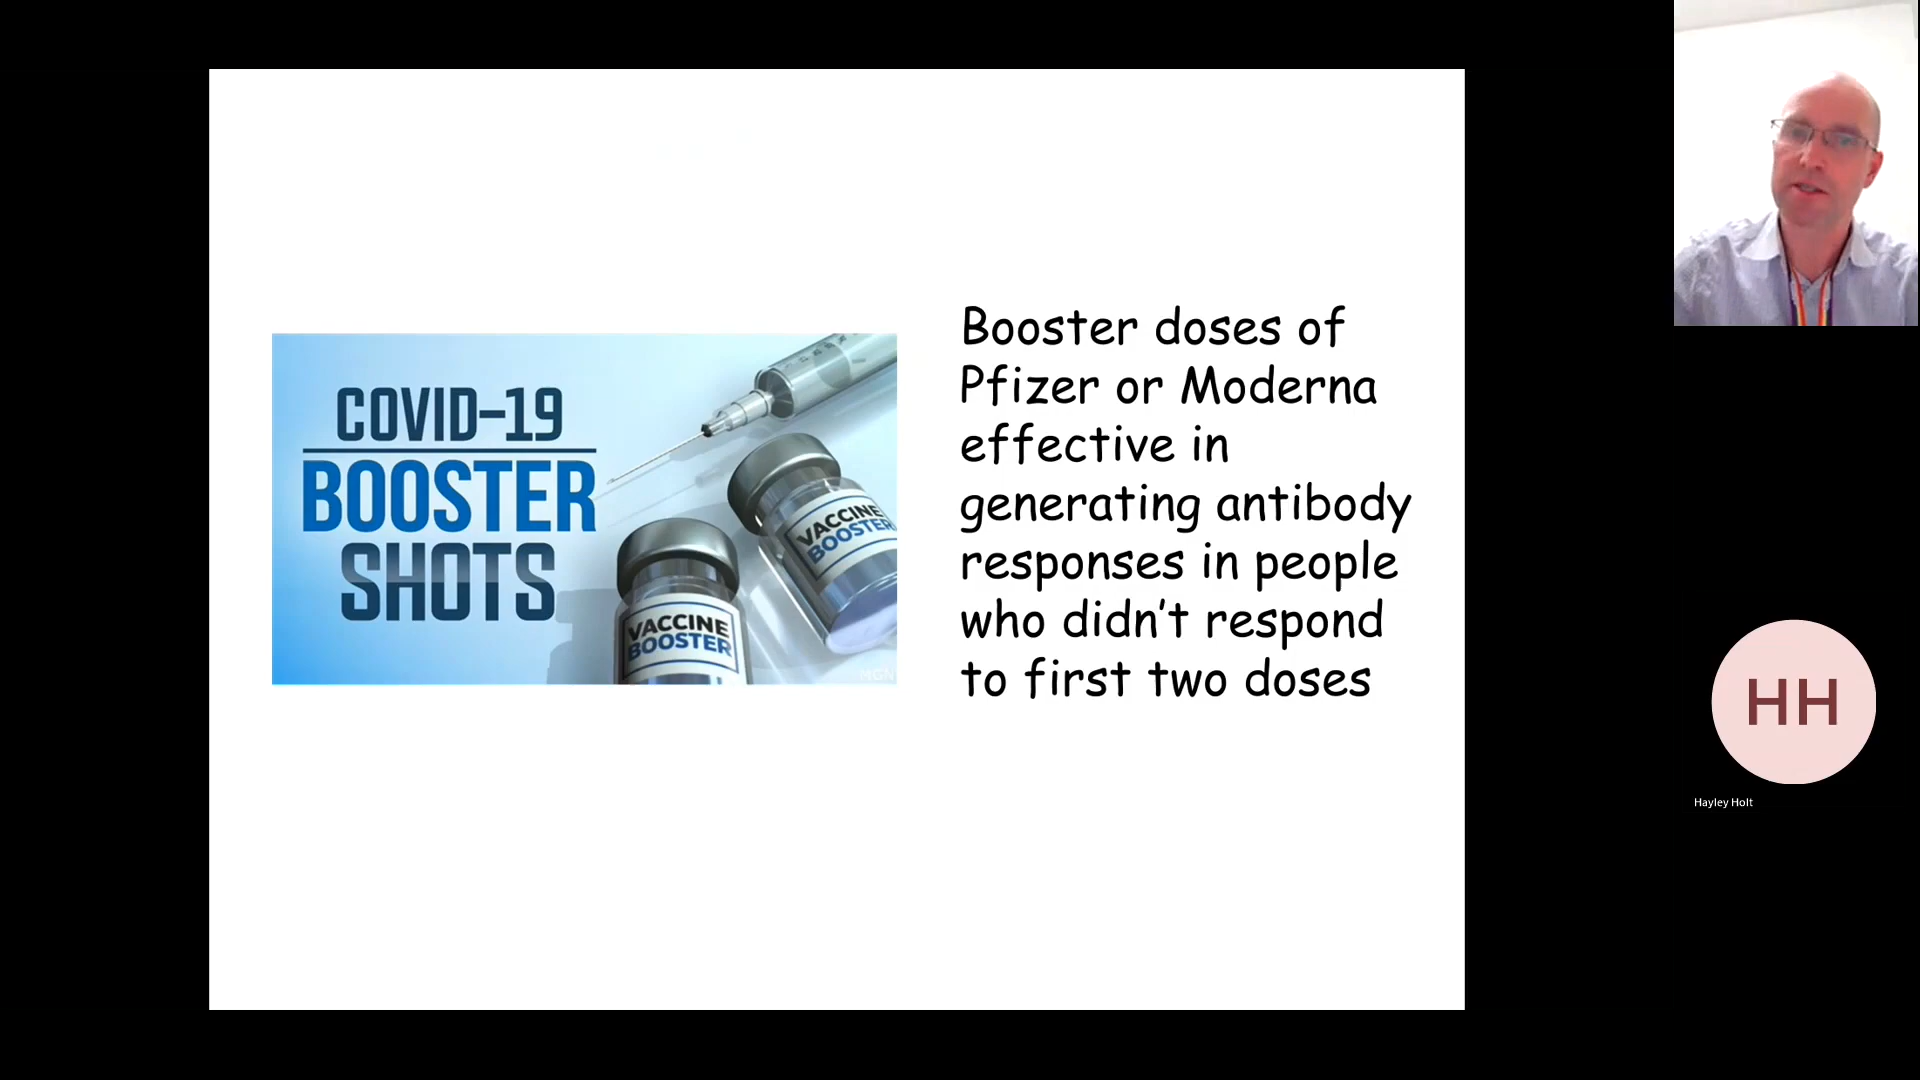 COVID-19
BOOSTER
SHOTS
VACCINE
BOOSTER
VACCINE
BOOSTER
MGN
Booster doses of
Pfizer or Moderna
effective in
generating antibody
responses in people
who didn't respond
to first two doses
HH
Hayley Holt